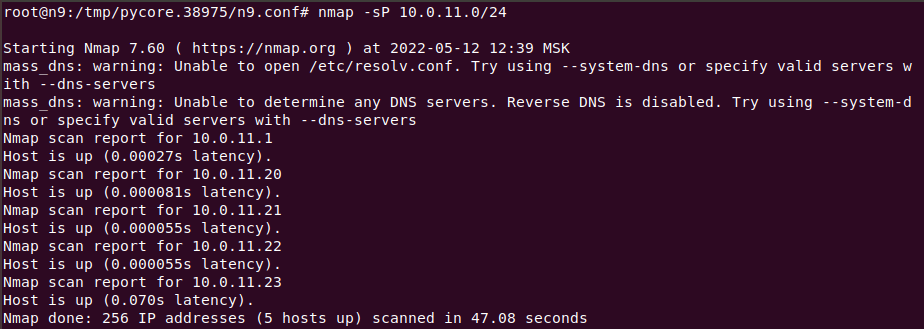 root@n9:/tmp/pycore.38975/n9.conf# nmap -sP 10.0.11.0/24
Starting Nmap 7.60 ( https://nmap.org ) at 2022-05-12 12:39 MSK
mass_dns: warning: Unable to open /etc/resolv.conf. Try using --system-dns or specify valid servers w
ith --dns-servers
mass_dns: warning: Unable to determine any DNS servers. Reverse DNS is disabled. Try using --system-d
ns or specify valid servers with --dns-servers
Nmap scan report for 10.0.11.1
Host is up (0.00027s latency).
Nmap scan report for 10.0.11.20
Host is up (0.000081s latency).
Nmap scan report for 10.0.11.21
Host is up (0.000055s latency).
Nmap scan report for 10.0.11.22
Host is up (0.000055s latency).
Nmap scan report for 10.0.11.23
Host is up (0.070s latency).
Nmap done: 256 IP addresses (5 hosts up) scanned in 47.08 seconds